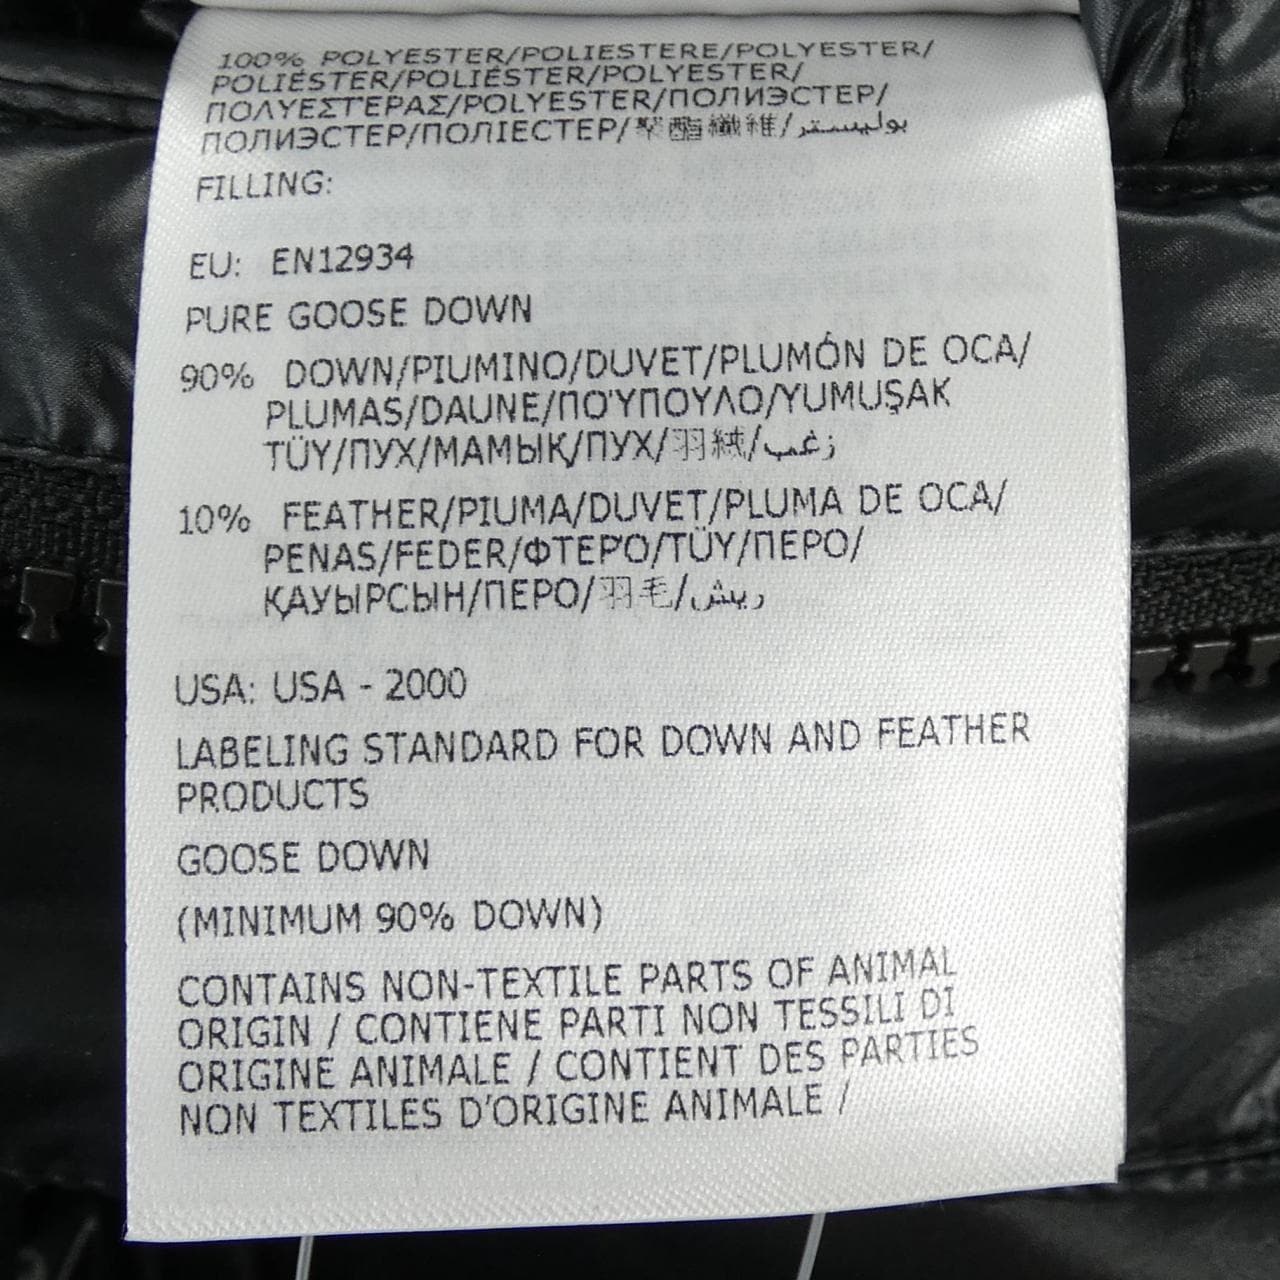 100% POLYESTER/POLIESTERE/POLYESTER/
POLIÉSTER/POLIÉSTER/POLYESTER/
ΠΟΛΥΕΣΤΕΡΑΣ/POLYESTER/ПОЛИЭСТЕР/
ПОЛИЭСТЕР/ПОЛІЕСТЕР/聚酯纖維/بوليستر
FILLING:
EU: EN12934
PURE GOOSE DOWN
90% DOWN/PIUMINO/DUVET/PLUMÓN DE OCA/
PLUMAS/DAUNE/ΠΟΎΠΟΥΛΟ/YUMUŞAK
TÜY/ПУХ/МАМЫҚ/ПУХ/羽絨/زغب
10% FEATHER/PIUMA/DUVET/PLUMA DE OCA/
PENAS/FEDER/ΦΤΕΡΌ/TÜY/ПЕРО/
ҚАУЫРСЫН/ПЕРО/羽毛/ريش
USA: USA - 2000
LABELING STANDARD FOR DOWN AND FEATHER
PRODUCTS
GOOSE DOWN
(MINIMUM 90% DOWN)
CONTAINS NON-TEXTILE PARTS OF ANIMAL
ORIGIN / CONTIENE PARTI NON TESSILI DI
ORIGINE ANIMALE / CONTIENT DES PARTIES
NON TEXTILES D'ORIGINE ANIMALE /